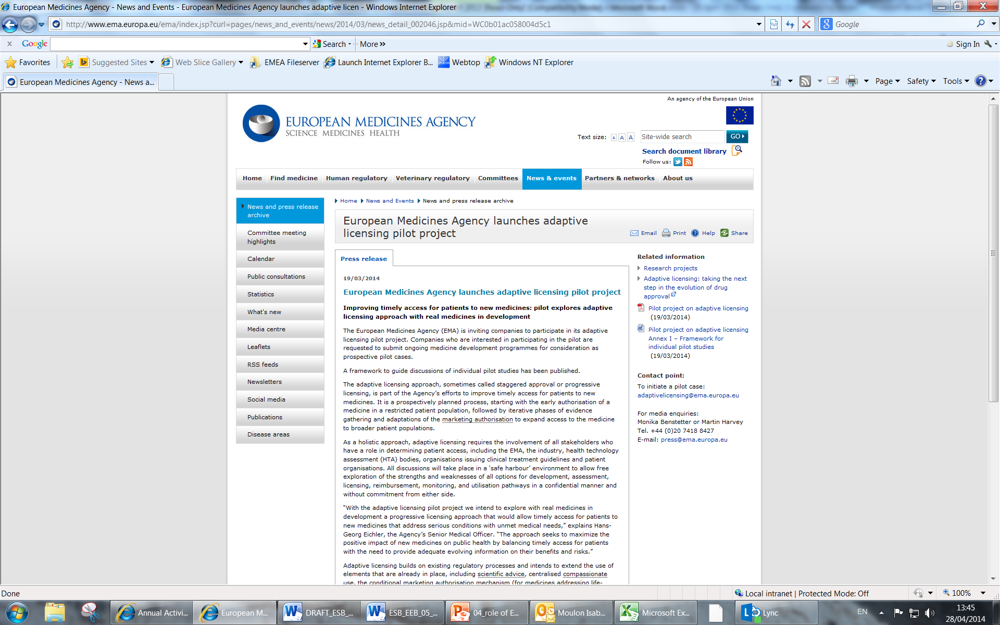 European Medicines Agency - News and Events - European Medicines Agency launches adaptive licen - Windows Internet Explorer
http://www.ema.europa.eu/ema/index.jsp?curl=pages/news_and_events/news/2014/03/news_detail_002046.jsp&mid=WC0b01ac058004d5c1
Google
x Google Search More »
Sign In
Favorites Suggested Sites Web Slice Gallery EMEA Fileserver Launch Internet Explorer B... Webtop Windows NT Explorer
European Medicines Agency - News a...
Page Safety Tools
An agency of the European Union
EUROPEAN MEDICINES AGENCY
SCIENCE MEDICINES HEALTH
Text size: A A A Site-wide search GO
Search document library
Follow us:
Home Find medicine Human regulatory Veterinary regulatory Committees News & events Partners & networks About us
News and press release
archive
Committee meeting
highlights
Calendar
Public consultations
Statistics
What's new
Media centre
Leaflets
RSS feeds
Newsletters
Social media
Publications
Disease areas
Home News and Events News and press release archive
European Medicines Agency launches adaptive
licensing pilot project
Email Print Help Share
Press release
19/03/2014
European Medicines Agency launches adaptive licensing pilot project
Improving timely access for patients to new medicines: pilot explores adaptive
licensing approach with real medicines in development
The European Medicines Agency (EMA) is inviting companies to participate in its adaptive
licensing pilot project. Companies who are interested in participating in the pilot are
requested to submit ongoing medicine development programmes for consideration as
prospective pilot cases.
A framework to guide discussions of individual pilot studies has been published.
The adaptive licensing approach, sometimes called staggered approval or progressive
licensing, is part of the Agency’s efforts to improve timely access for patients to new
medicines. It is a prospectively planned process, starting with the early authorisation of a
medicine in a restricted patient population, followed by iterative phases of evidence
gathering and adaptations of the marketing authorisation to expand access to the medicine
to broader patient populations.
As a holistic approach, adaptive licensing requires the involvement of all stakeholders who
have a role in determining patient access, including the EMA, the industry, health technology
assessment (HTA) bodies, organisations issuing clinical treatment guidelines and patient
organisations. All discussions will take place in a ‘safe harbour’ environment to allow free
exploration of the strengths and weaknesses of all options for development, assessment,
licensing, reimbursement, monitoring, and utilisation pathways in a confidential manner and
without commitment from either side.
“With the adaptive licensing pilot project we intend to explore with real medicines in
development a progressive licensing approach that would allow timely access for patients to
new medicines that address serious conditions with unmet medical needs,” explains Hans-
Georg Eichler, the Agency’s Senior Medical Officer. “The approach seeks to maximize the
positive impact of new medicines on public health by balancing timely access for patients
with the need to provide adequate evolving information on their benefits and risks.”
Adaptive licensing builds on existing regulatory processes and intends to extend the use of
elements that are already in place, including scientific advice, centralised compassionate
use, the conditional marketing authorisation mechanism (for medicines addressing life-
Related information
Research projects
Adaptive licensing: taking the next
step in the evolution of drug
approval
Pilot project on adaptive licensing
(19/03/2014)
Pilot project on adaptive licensing
Annex I – Framework for
individual pilot studies
(19/03/2014)
Contact point:
To initiate a pilot case:
adaptivelicensing@ema.europa.eu
For media enquiries:
Monika Benstetter or Martin Harvey
Tel. +44 (0)20 7418 8427
E-mail: press@ema.europa.eu
Done
Local intranet | Protected Mode: Off
100%
Annual Activi... European M... DRAFT_ESB_... ESB_EEB_05_... 04_role of E... Moulon Isab... Microsoft Ex... Lync
EN
13:45
28/04/2014